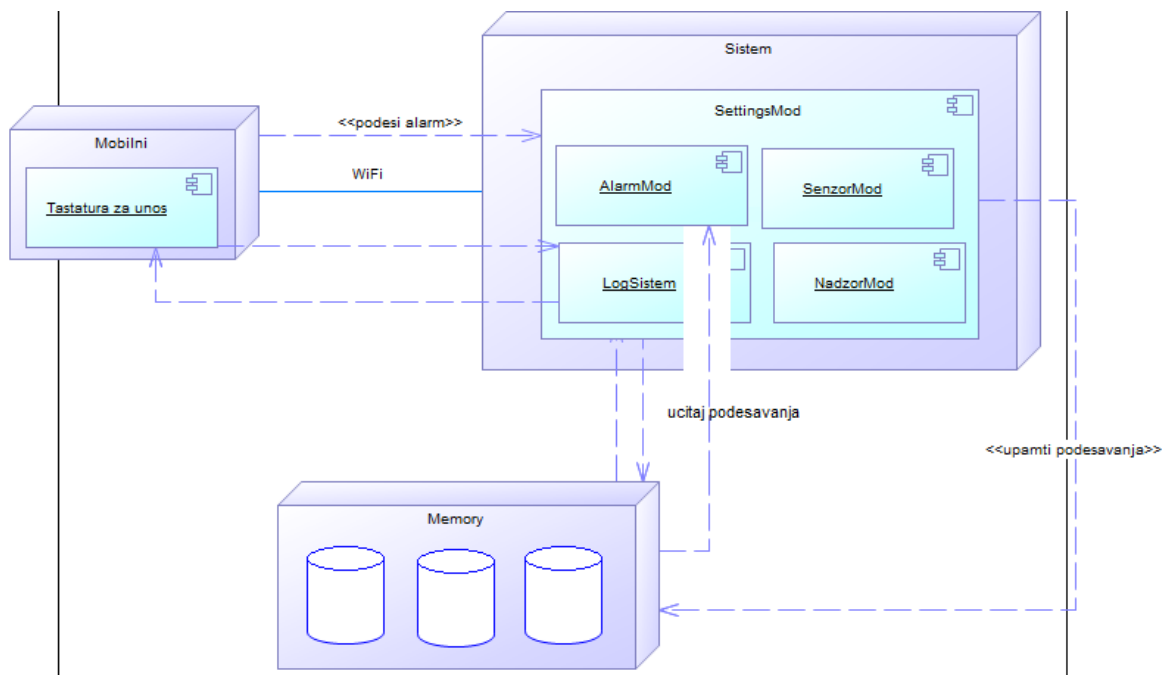 Sistem
SettingsMod
<<podesi alarm>>
Mobilni
WiFi
AlarmMod
SenzorMod
Tastatura za unos
LogSistem
NadzorMod
ucitaj podesavanja
<<upamti podesavanja>>
Memory